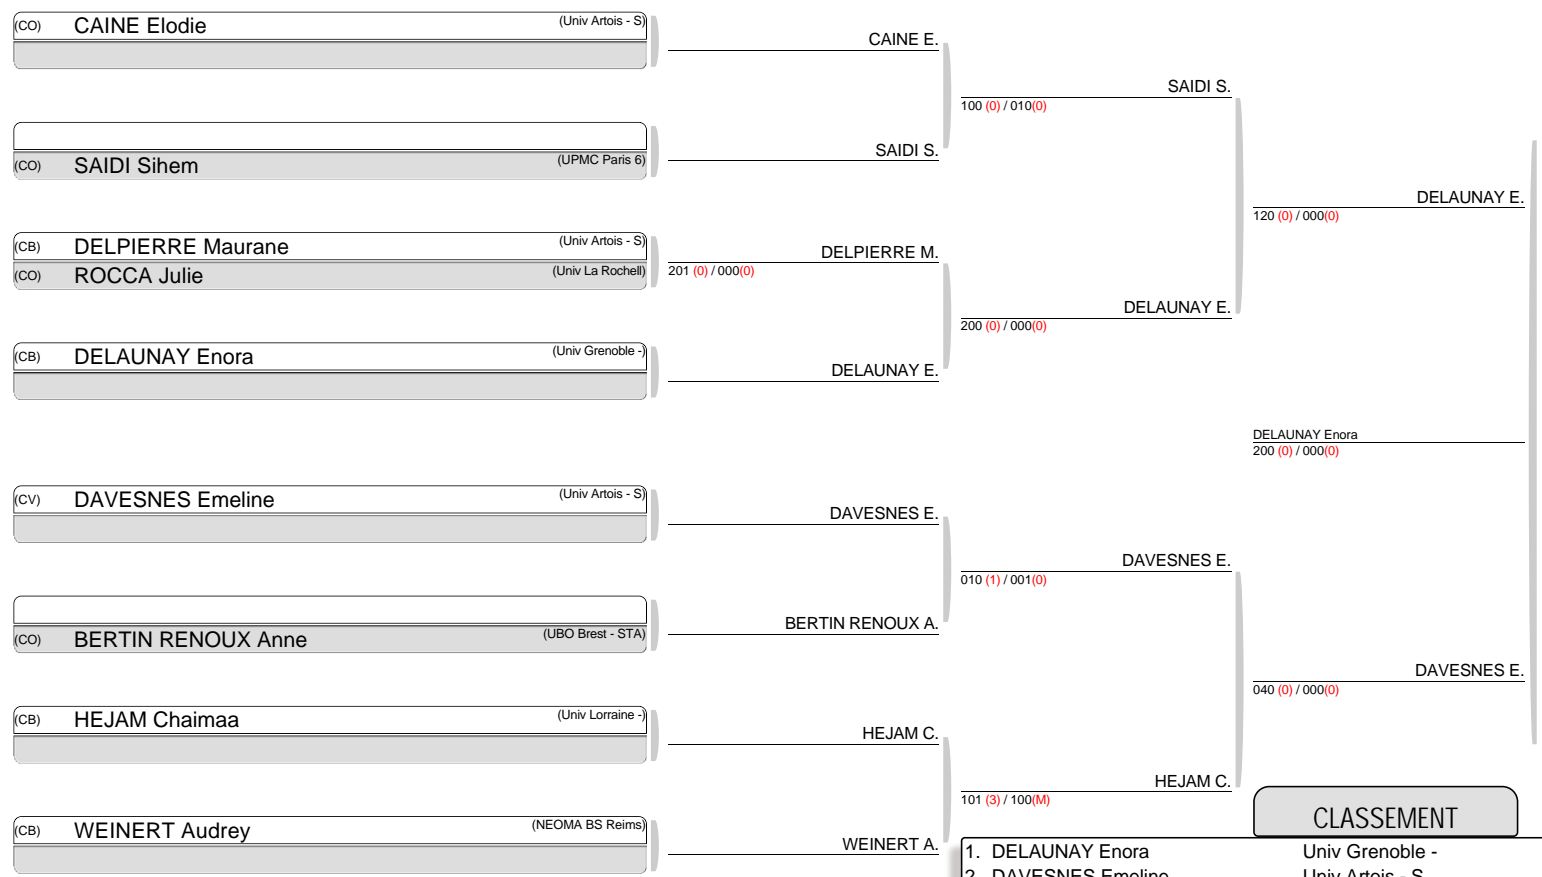 (CO) CAINE Elodie (Univ Artois - S)
CAINE E.
SAIDI S.
100 (0) / 010(0)
SAIDI S.
(CO) SAIDI Sihem (UPMC Paris 6)
DELAUNAY E.
120 (0) / 000(0)
(CB) DELPIERRE Maurane (Univ Artois - S)
DELPIERRE M.
(CO) ROCCA Julie (Univ La Rochell)
201 (0) / 000(0)
DELAUNAY E.
200 (0) / 000(0)
(CB) DELAUNAY Enora (Univ Grenoble -)
DELAUNAY E.
DELAUNAY Enora
200 (0) / 000(0)
(CV) DAVESNES Emeline (Univ Artois - S)
DAVESNES E.
DAVESNES E.
010 (1) / 001(0)
BERTIN RENOUX A.
(CO) BERTIN RENOUX Anne (UBO Brest - STA)
DAVESNES E.
040 (0) / 000(0)
(CB) HEJAM Chaimaa (Univ Lorraine -)
HEJAM C.
HEJAM C.
101 (3) / 100(M)
CLASSEMENT
(CB) WEINERT Audrey (NEOMA BS Reims)
WEINERT A.
1. DELAUNAY Enora Univ Grenoble -
2. DAVESNES Emeline Univ Artois - S